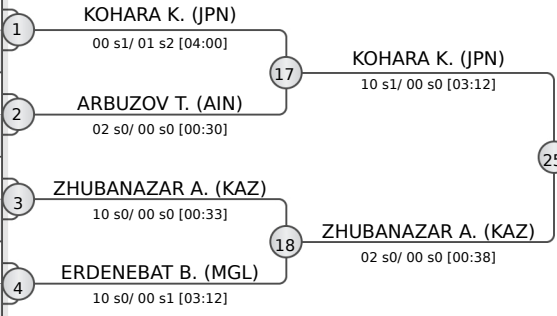 KOHARA K. (JPN)
1
00 s1/ 01 s2 [04:00]
17
KOHARA K. (JPN)
10 s1/ 00 s0 [03:12]
ARBUZOV T. (AIN)
2
02 s0/ 00 s0 [00:30]
25
ZHUBANAZAR A. (KAZ)
3
10 s0/ 00 s0 [00:33]
18
ZHUBANAZAR A. (KAZ)
02 s0/ 00 s0 [00:38]
ERDENEBAT B. (MGL)
4
10 s0/ 00 s1 [03:12]